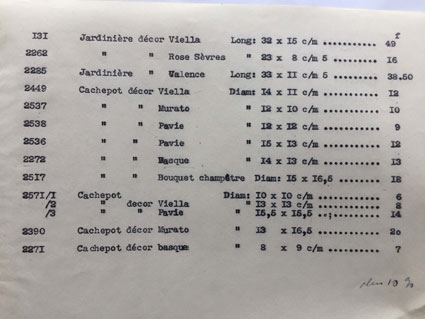 f
131 Jardinière décor Viella Long: 32 x 15 c/m .......... 49
2262 " " Rose Sèvres " 23 x 8 c/m 5 ........ 16
2285 Jardinière " Valence Long: 33 x 11 c/m 5 ........ 38.50
2449 Cachepot décor Viella Diam: 14 x 11 c/m .......... 12
2537 " " Murato " 12 x 12 c/m .......... 10
2538 " " Pavie " 12 x 12 c/m .......... 9
2536 " " Pavie " 15 x 13 c/m .......... 12
2272 " " Basque " 14 x 13 c/m .......... 13
2517 " " Bouquet champêtre Diam: 15 x 16,5 .......... 18
2571/1 Cachepot Diam: 10 x 10 c/m .......... 6
/2 " decor Viella " 13 x 13 c/m .......... 8
/3 " " Pavie " 15,5 x 15,5 ..;....... 14
2390 Cachepot décor Murato " 13 x 16,5 .......... 20
2271 Cachepot décor basque " 8 x 9 c/m .......... 7
10 %